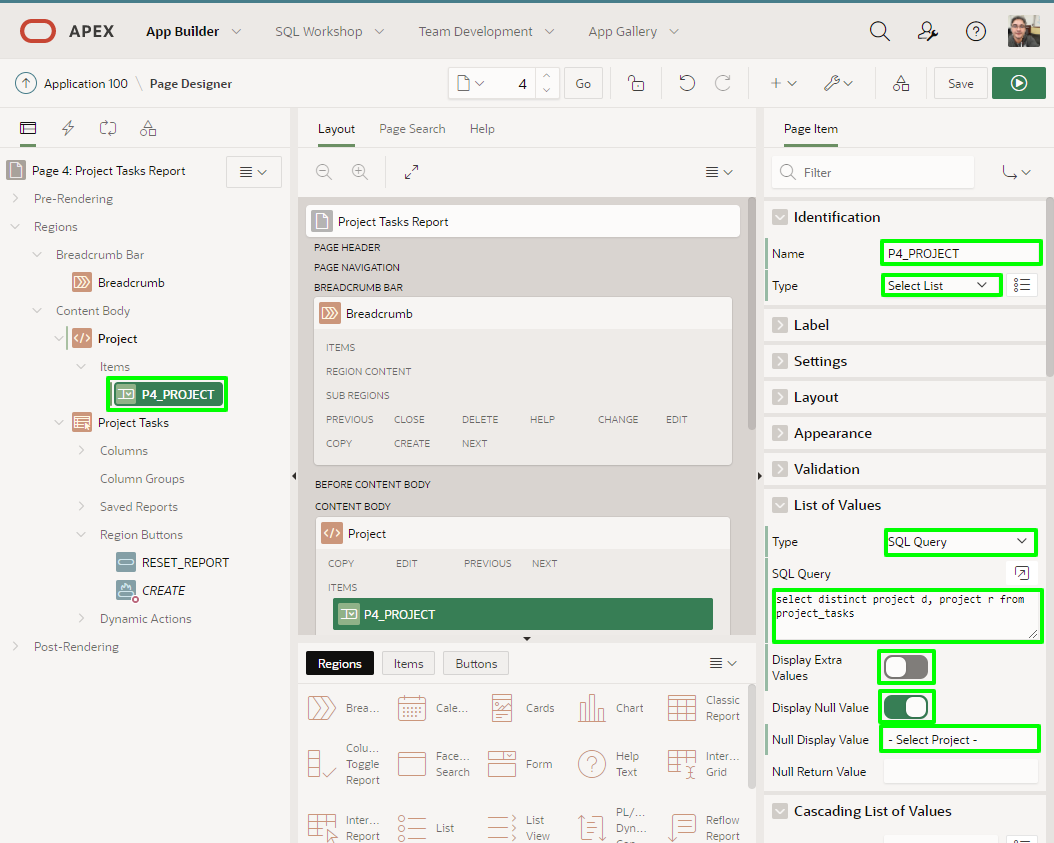 APEX
App Builder
SQL Workshop
Team Development
App Gallery
Application 100 \ Page Designer
4
Go
Save
Page 4: Project Tasks Report
Pre-Rendering
Regions
Breadcrumb Bar
Breadcrumb
Content Body
Project
Items
P4_PROJECT
Project Tasks
Columns
Column Groups
Saved Reports
Region Buttons
RESET_REPORT
CREATE
Dynamic Actions
Post-Rendering
Layout
Page Search
Help
Project Tasks Report
PAGE HEADER
PAGE NAVIGATION
BREADCRUMB BAR
Breadcrumb
ITEMS
REGION CONTENT
SUB REGIONS
PREVIOUS CLOSE DELETE HELP CHANGE EDIT
COPY CREATE NEXT
BEFORE CONTENT BODY
CONTENT BODY
Project
COPY EDIT PREVIOUS NEXT
ITEMS
P4_PROJECT
Regions
Items
Buttons
Brea...
Cale...
Cards
Chart
Classic
Report
Colu...
Toggle
Report
Face...
Search
Form
Help
Text
Inter...
Grid
Inter...
Report
List
List
View
PL/...
Dyn...
Reflow
Report
Page Item
Filter
Identification
Name P4_PROJECT
Type Select List
Label
Settings
Layout
Appearance
Validation
List of Values
Type SQL Query
SQL Query
select distinct project d, project r from
project_tasks
Display Extra
Values
Display Null Value
Null Display Value - Select Project -
Null Return Value
Cascading List of Values